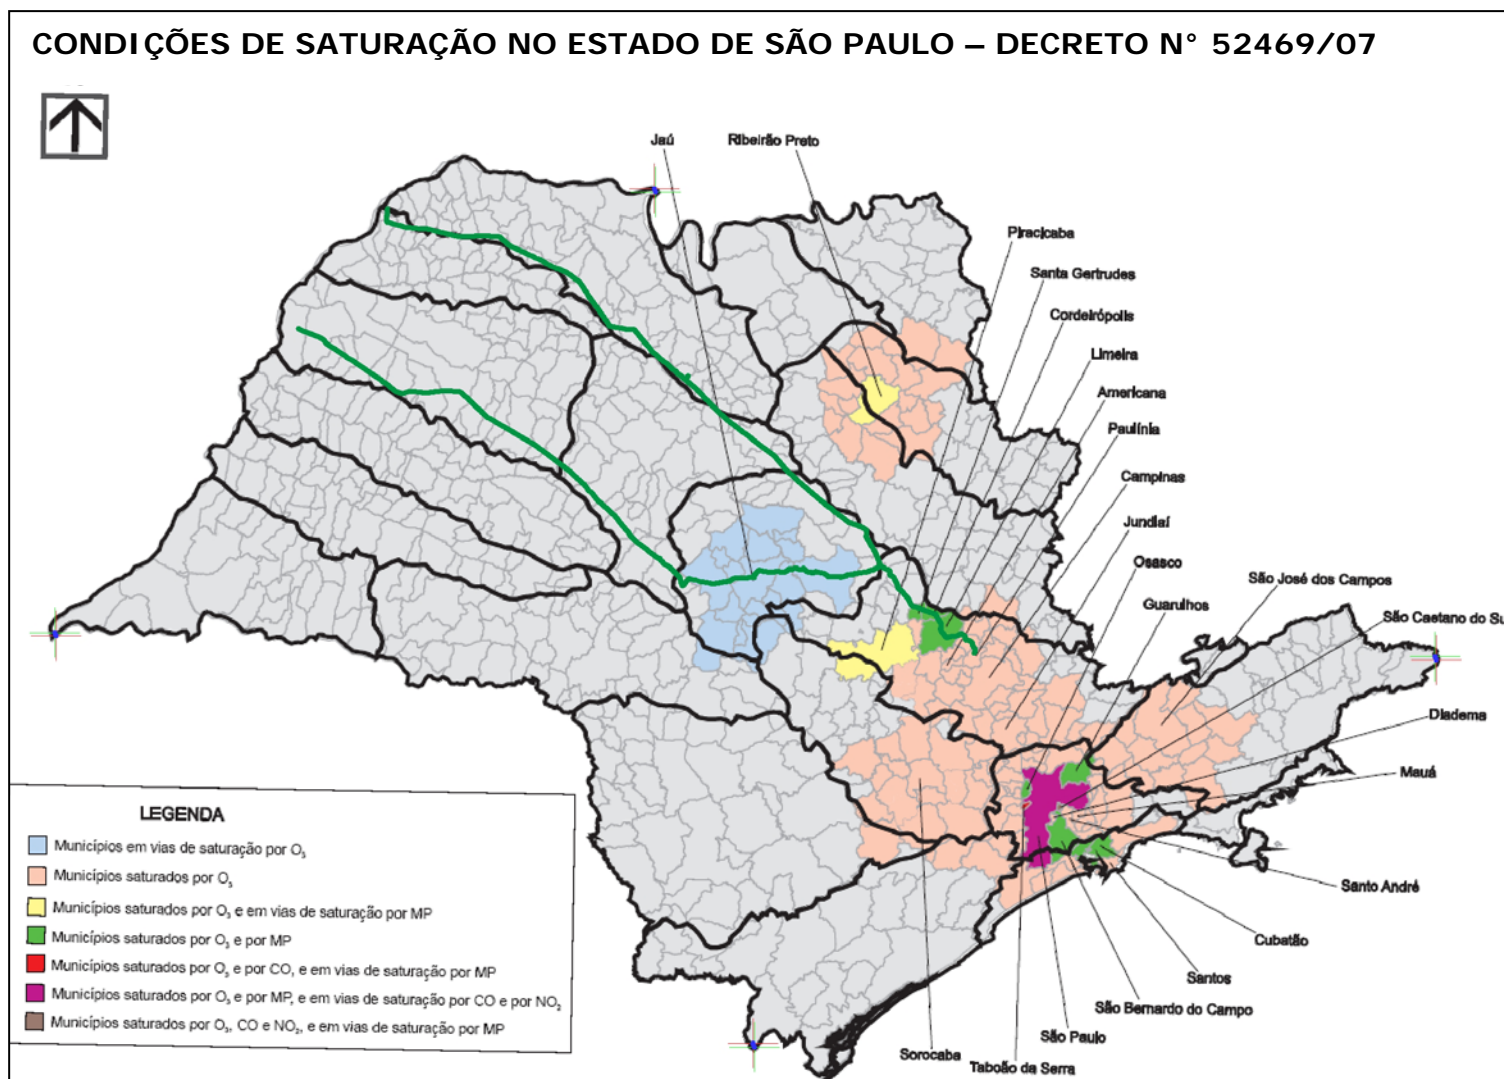 CONDIÇÕES DE SATURAÇÃO NO ESTADO DE SÃO PAULO – DECRETO N° 52469/07
Jaú
Ribeirão Preto
Piracicaba
Santa Gertrudes
Cordeirópolis
Limeira
Americana
Paulínia
Campinas
Jundiaí
Osasco
São José dos Campos
Guarulhos
São Caetano do Su
Diadema
Mauá
Santo André
Cubatão
Santos
São Bernardo do Campo
São Paulo
Sorocaba
Taboão da Serra
LEGENDA
Municípios em vias de saturação por O₃
Municípios saturados por O₃
Municípios saturados por O₃ e em vias de saturação por MP
Municípios saturados por O₃ e por MP
Municípios saturados por O₃ e por CO, e em vias de saturação por MP
Municípios saturados por O₃ e por MP, e em vias de saturação por CO e por NO₂
Municípios saturados por O₃, CO e NO₂, e em vias de saturação por MP